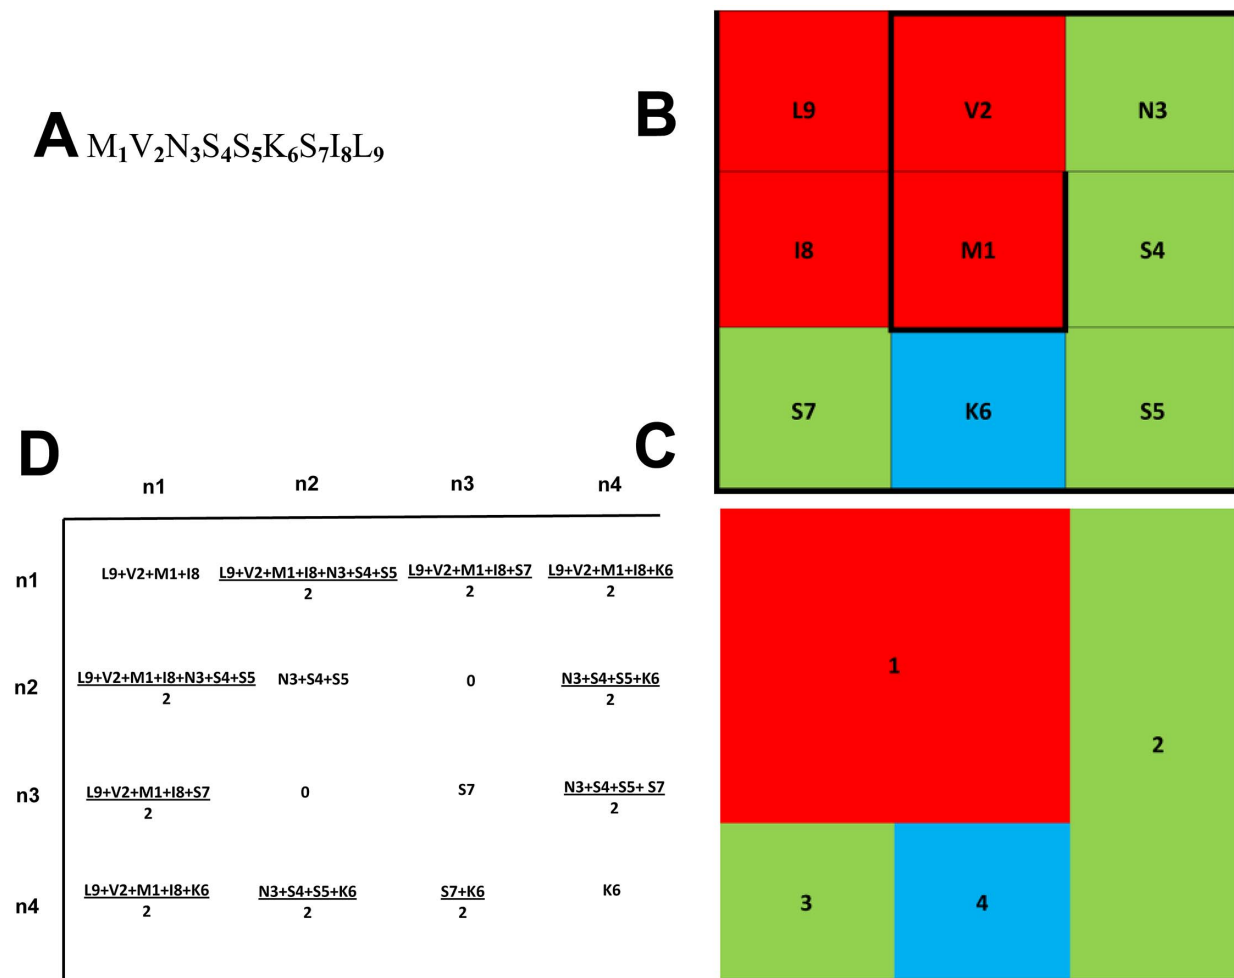 A M₁V₂N₃S₄S₅K₆S₇I₈L₉
B
L9 V2 N3
I8 M1 S4
S7 K6 S5
D
n1 n2 n3 n4
n1 L9+V2+M1+I8 L9+V2+M1+I8+N3+S4+S5 L9+V2+M1+I8+S7 L9+V2+M1+I8+K6
2 2 2
n2 L9+V2+M1+I8+N3+S4+S5 N3+S4+S5 0 N3+S4+S5+K6
2 2
n3 L9+V2+M1+I8+S7 0 S7 N3+S4+S5+ S7
2 2
n4 L9+V2+M1+I8+K6 N3+S4+S5+K6 S7+K6 K6
2 2 2
C
1
2
3 4